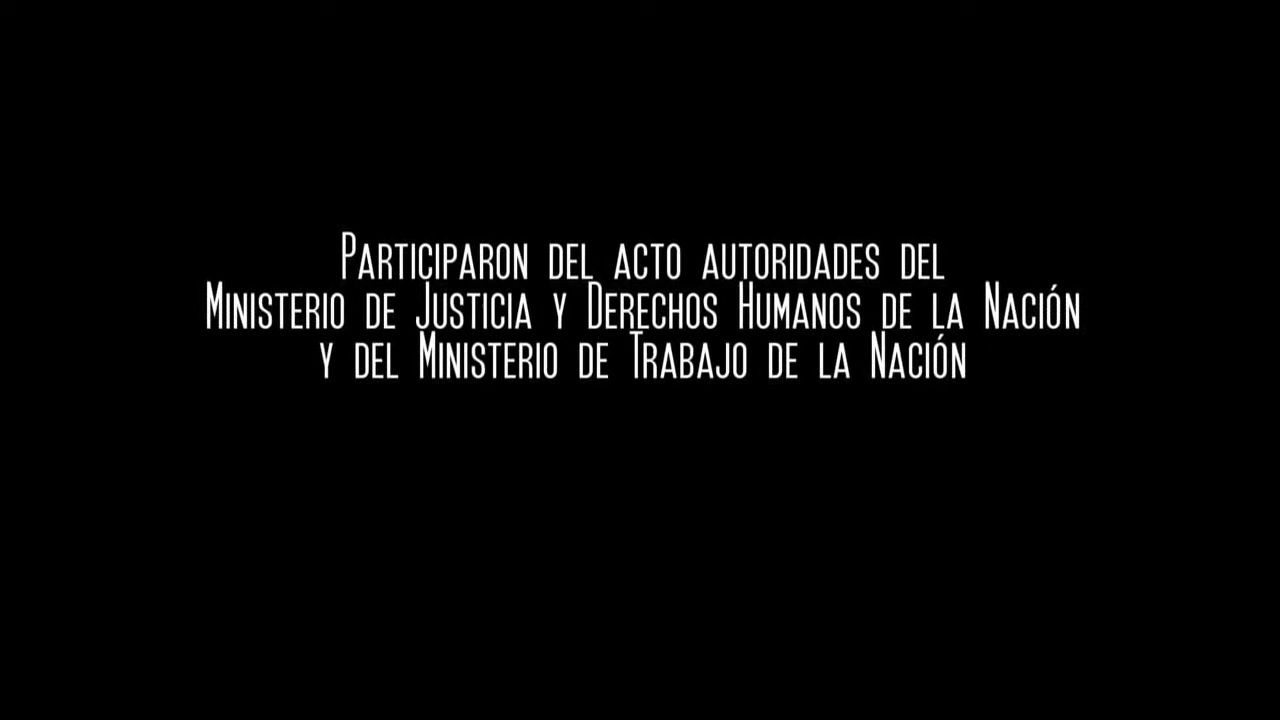 Participaron del acto autoridades del
Ministerio de Justicia y Derechos Humanos de la Nación
y del Ministerio de Trabajo de la Nación